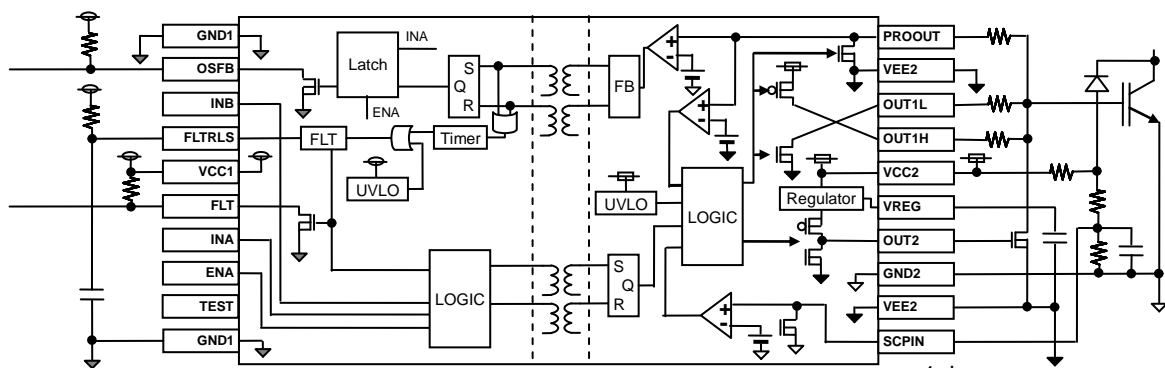 GND1
OSFB
INB
FLTRLS
VCC1
FLT
INA
ENA
TEST
GND1
Latch
INA
ENA
S
Q
R
FLT
Timer
UVLO
LOGIC
FB
+
-
+
-
UVLO
LOGIC
Regulator
S
Q
R
+
-
PROOUT
VEE2
OUT1L
OUT1H
VCC2
VREG
OUT2
GND2
VEE2
SCPIN